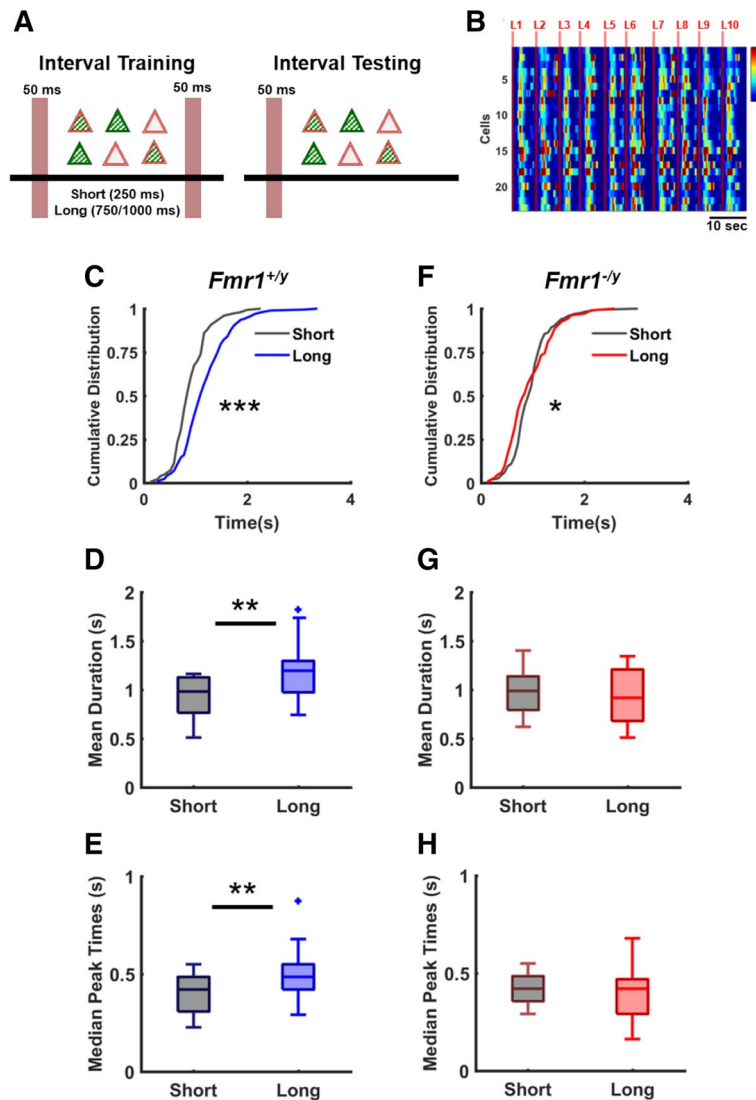 A
Interval Training
50 ms
50 ms
Short (250 ms)
Long (750/1000 ms)
Interval Testing
50 ms
B
L1 L2 L3 L4 L5 L6 L7 L8 L9 L10
Cells
5
10
15
20
10 sec
C
Fmr1+/y
Cumulative Distribution
1
0.75
0.5
0.25
0
Short
Long
***
0 2 4
Time(s)
F
Fmr1-/y
Cumulative Distribution
1
0.75
0.5
0.25
0
Short
Long
*
0 2 4
Time(s)
D
Mean Duration (s)
2
1.5
1
0.5
0
**
Short Long
G
Mean Duration (s)
2
1.5
1
0.5
0
Short Long
E
Median Peak Times (s)
1
0.5
0
**
Short Long
H
Median Peak Times (s)
1
0.5
0
Short Long